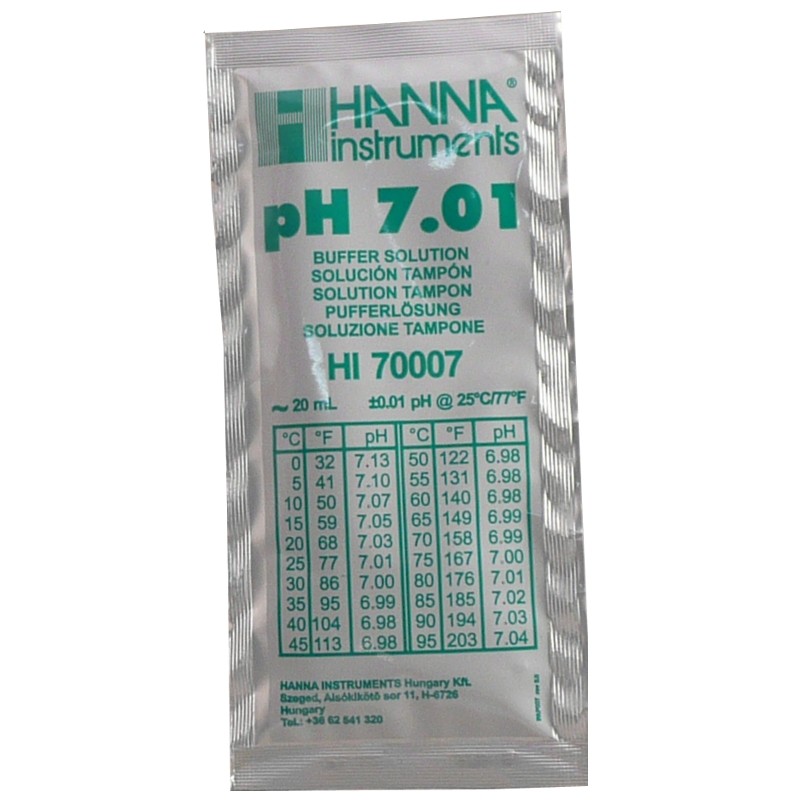 HANNA®
instruments
pH 7.01
BUFFER SOLUTION
SOLUCIÓN TAMPÓN
SOLUTION TAMPON
PUFFERLÖSUNG
SOLUZIONE TAMPONE
HI 70007
~ 20 mL ±0.01 pH @ 25°C/77°F
°C °F pH °C °F pH
0 32 7.13 50 122 6.98
5 41 7.10 55 131 6.98
10 50 7.07 60 140 6.98
15 59 7.05 65 149 6.99
20 68 7.03 70 158 6.99
25 77 7.01 75 167 7.00
30 86 7.00 80 176 7.01
35 95 6.99 85 185 7.02
40 104 6.98 90 194 7.03
45 113 6.98 95 203 7.04
HANNA INSTRUMENTS Hungary Kft.
Szeged, Alsókikötő sor 11, H-6726
Hungary
Tel.: +36 62 541 320